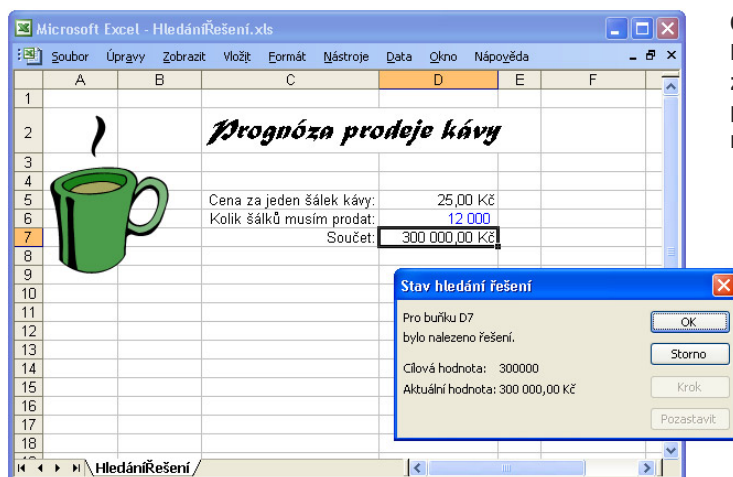 Microsoft Excel - HledáníŘešení.xls
Soubor Úpravy Zobrazit Vložit Formát Nástroje Data Okno Nápověda
A B C D E F
1
2 Prognóza prodeje kávy
3
4
5 Cena za jeden šálek kávy: 25,00 Kč
6 Kolik šálků musím prodat: 12 000
7 Součet: 300 000,00 Kč
8
9
10
11
12
13
14
15
16
17
18
Stav hledání řešení
Pro buňku D7
bylo nalezeno řešení.
Cílová hodnota: 300000
Aktuální hodnota: 300 000,00 Kč
OK
Storno
Krok
Pozastavit
HledáníŘešení